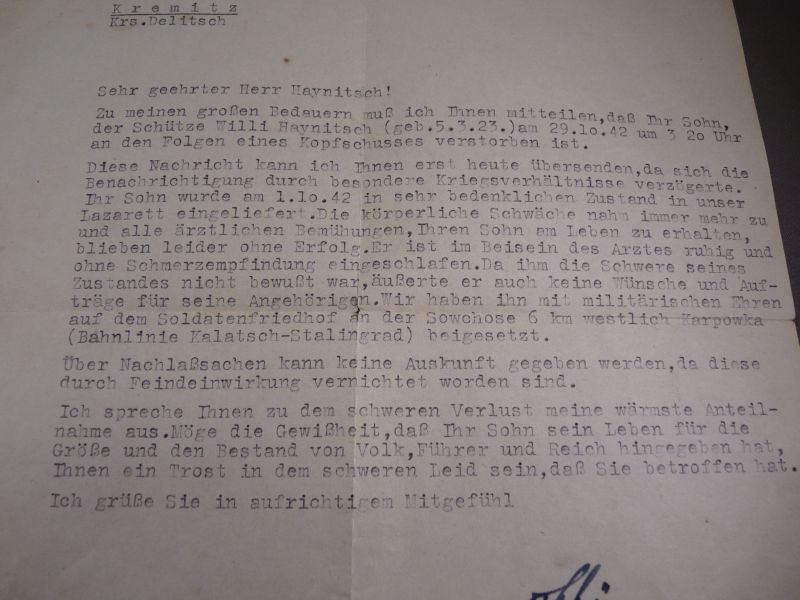 Kremitz
Krs.Delitsch
Sehr geehrter Herr Haynitsch!
Zu meinen großen Bedauern muß ich Ihnen mitteilen,daß Ihr Sohn,
der Schütze Willi Haynitsch (geb.5.3.23.)am 29.1o.42 um 3 2o Uhr
an den Folgen eines Kopfschusses verstorben ist.
Diese Nachricht kann ich Ihnen erst heute übersenden,da sich die
Benachrichtigung durch besondere Kriegsverhältnisse verzögerte.
Ihr Sohn wurde am 1.1o.42 in sehr bedenklichen Zustand in unser
Lazarett eingeliefert.Die körperliche Schwäche nahm immer mehr zu
und alle ärztlichen Bemühungen,Ihren Sohn am Leben zu erhalten,
blieben leider ohne Erfolg.Er ist im Beisein des Arztes ruhig und
ohne Schmerzempfindung eingeschlafen.Da ihm die Schwere seines
Zustandes nicht bewußt war,äußerte er auch keine Wünsche und Auf-
träge für seine Angehörigen.Wir haben ihn mit militärischen Ehren
auf dem Soldatenfriedhof an der Sowchose 6 km westlich Karpowka
(Bahnlinie Kalatsch-Stalingrad) beigesetzt.
Über Nachlaßsachen kann keine Auskunft gegeben werden,da diese
durch Feindeinwirkung vernichtet worden sind.
Ich spreche Ihnen zu dem schweren Verlust meine wärmste Anteil-
nahme aus.Möge die Gewißheit,daß Ihr Sohn sein Leben für die
Größe und den Bestand von Volk,Führer und Reich hingegeben hat,
Ihnen ein Trost in dem schweren Leid sein,daß Sie betroffen hat.
Ich grüße Sie in aufrichtigem Mitgefühl